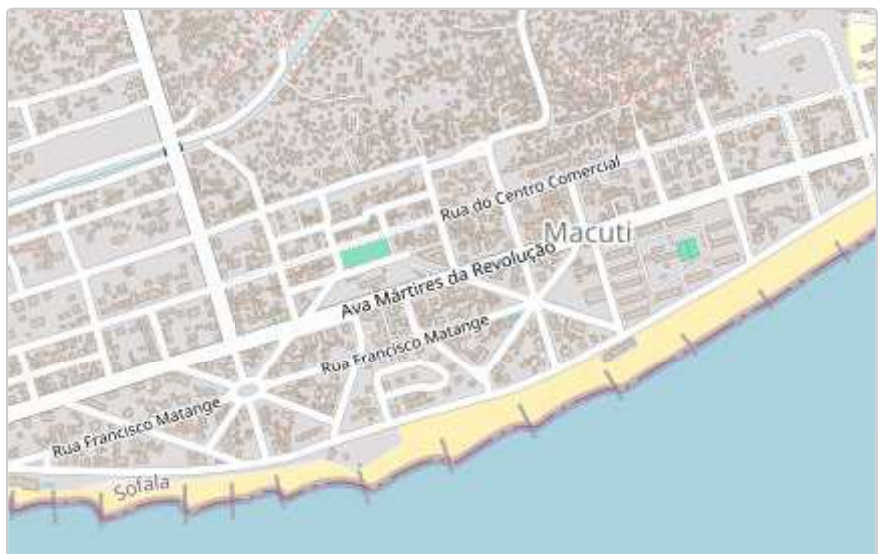 Rua do Centro Comercial
Macuti
Ava Mártires da Revolução
Rua Francisco Matange
Rua Francisco Matange
Sofala